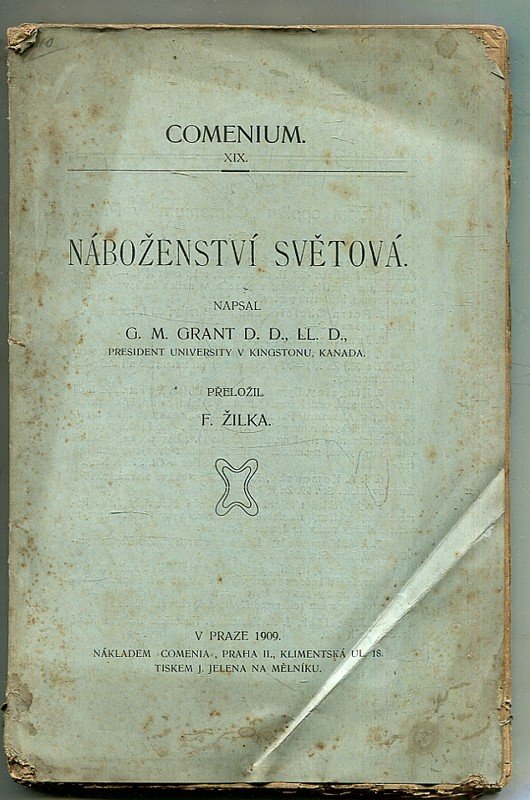 COMENIUM.
XIX.
NÁBOŽENSTVÍ SVĚTOVÁ.
NAPSAL
G. M. GRANT D. D., LL. D.,
PRESIDENT UNIVERSITY V KINGSTONU, KANADA.
PŘELOŽIL
F. ŽILKA.
V PRAZE 1909.
NÁKLADEM »COMENIA«, PRAHA II., KLIMENTSKÁ UL. 18.
TISKEM J. JELENA NA MĚLNÍKU.